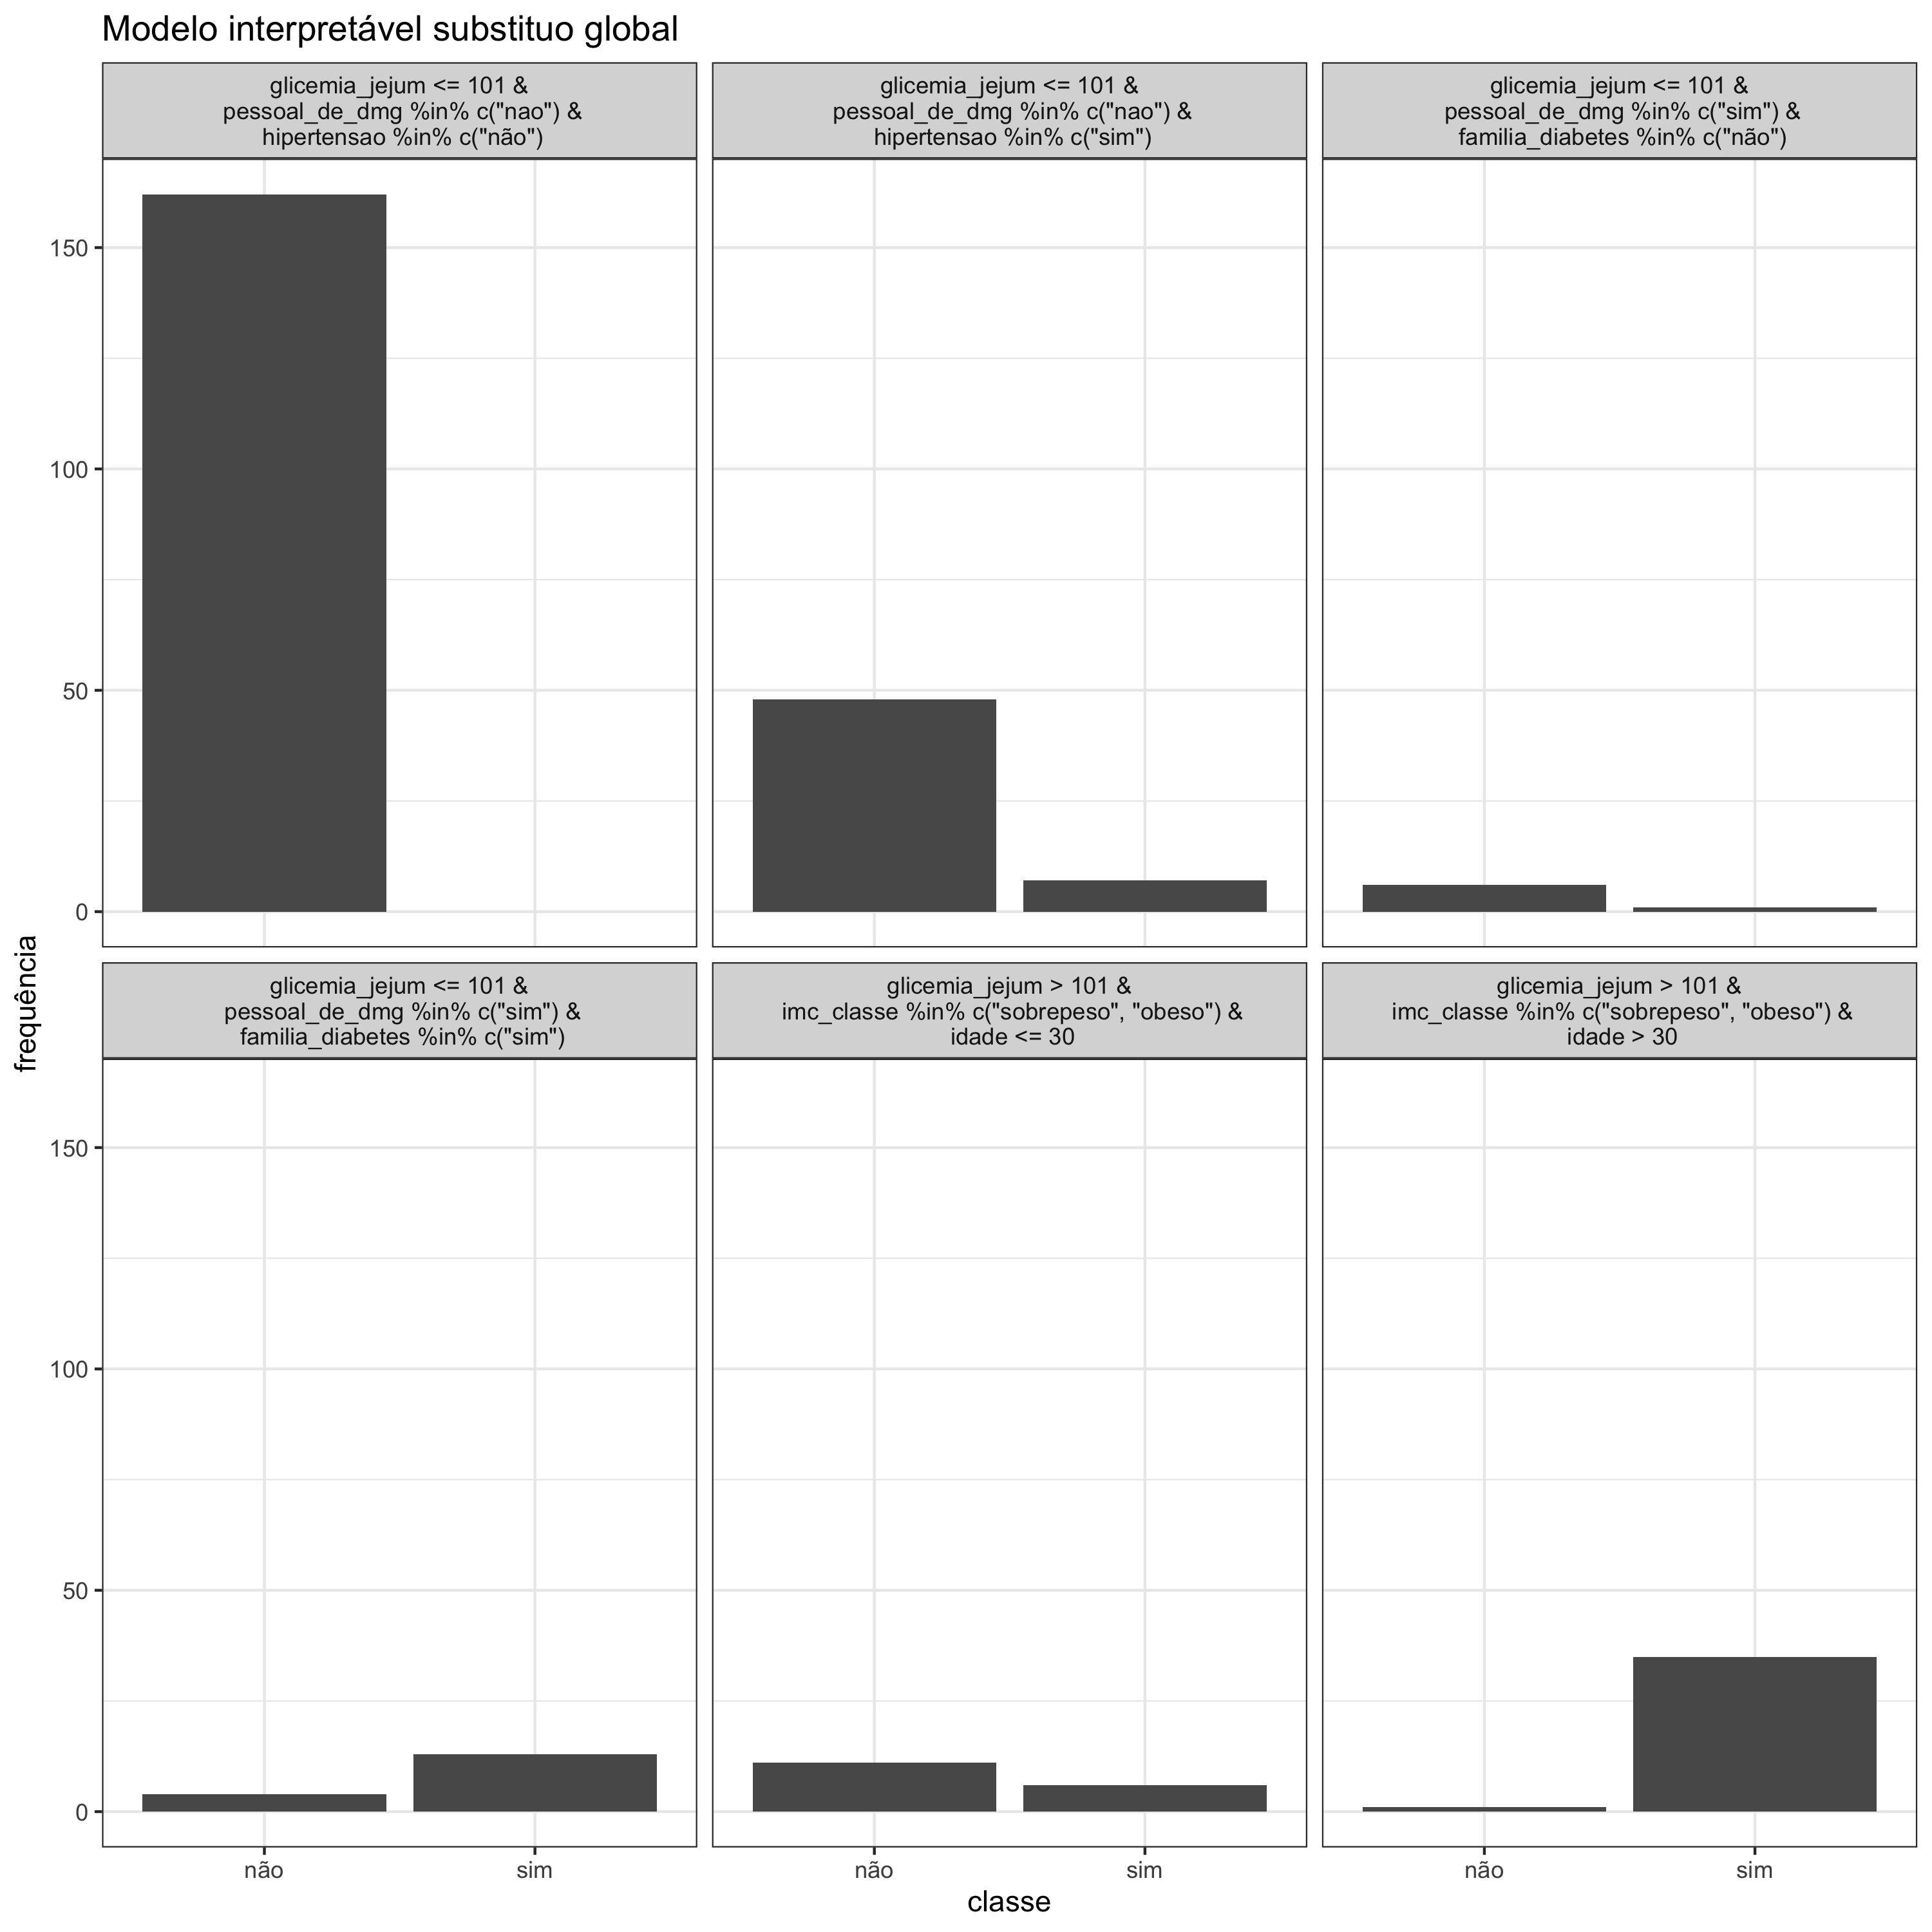 Modelo interpretável substituo global
glicemia_jejum <= 101 &
pessoal_de_dmg %in% c("nao") &
hipertensao %in% c("não")
glicemia_jejum <= 101 &
pessoal_de_dmg %in% c("nao") &
hipertensao %in% c("sim")
glicemia_jejum <= 101 &
pessoal_de_dmg %in% c("sim") &
familia_diabetes %in% c("não")
150
100
50
0
frequência
glicemia_jejum <= 101 &
pessoal_de_dmg %in% c("sim") &
familia_diabetes %in% c("sim")
glicemia_jejum > 101 &
imc_classe %in% c("sobrepeso", "obeso") &
idade <= 30
glicemia_jejum > 101 &
imc_classe %in% c("sobrepeso", "obeso") &
idade > 30
150
100
50
0
não sim
não sim
não sim
classe